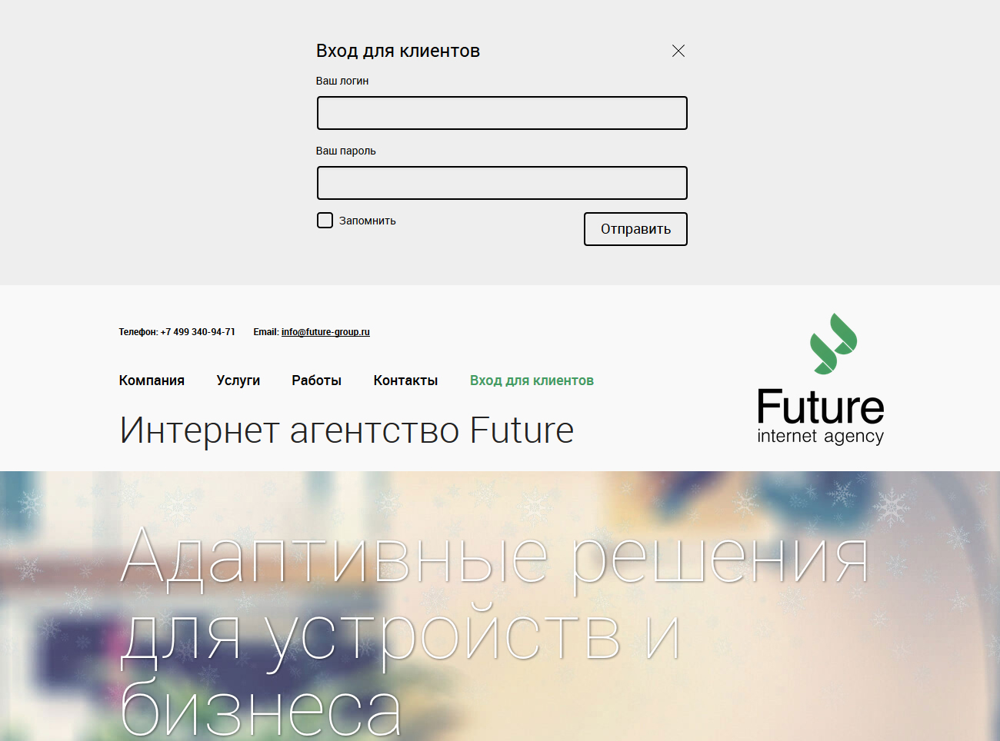 Вход для клиентов
Ваш логин
Ваш пароль
Запомнить
Отправить
Телефон: +7 499 340-94-71 Email: info@future-group.ru
Компания Услуги Работы Контакты Вход для клиентов
Интернет агентство Future
Future
internet agency
Адаптивные решения
для устройств и
бизнеса